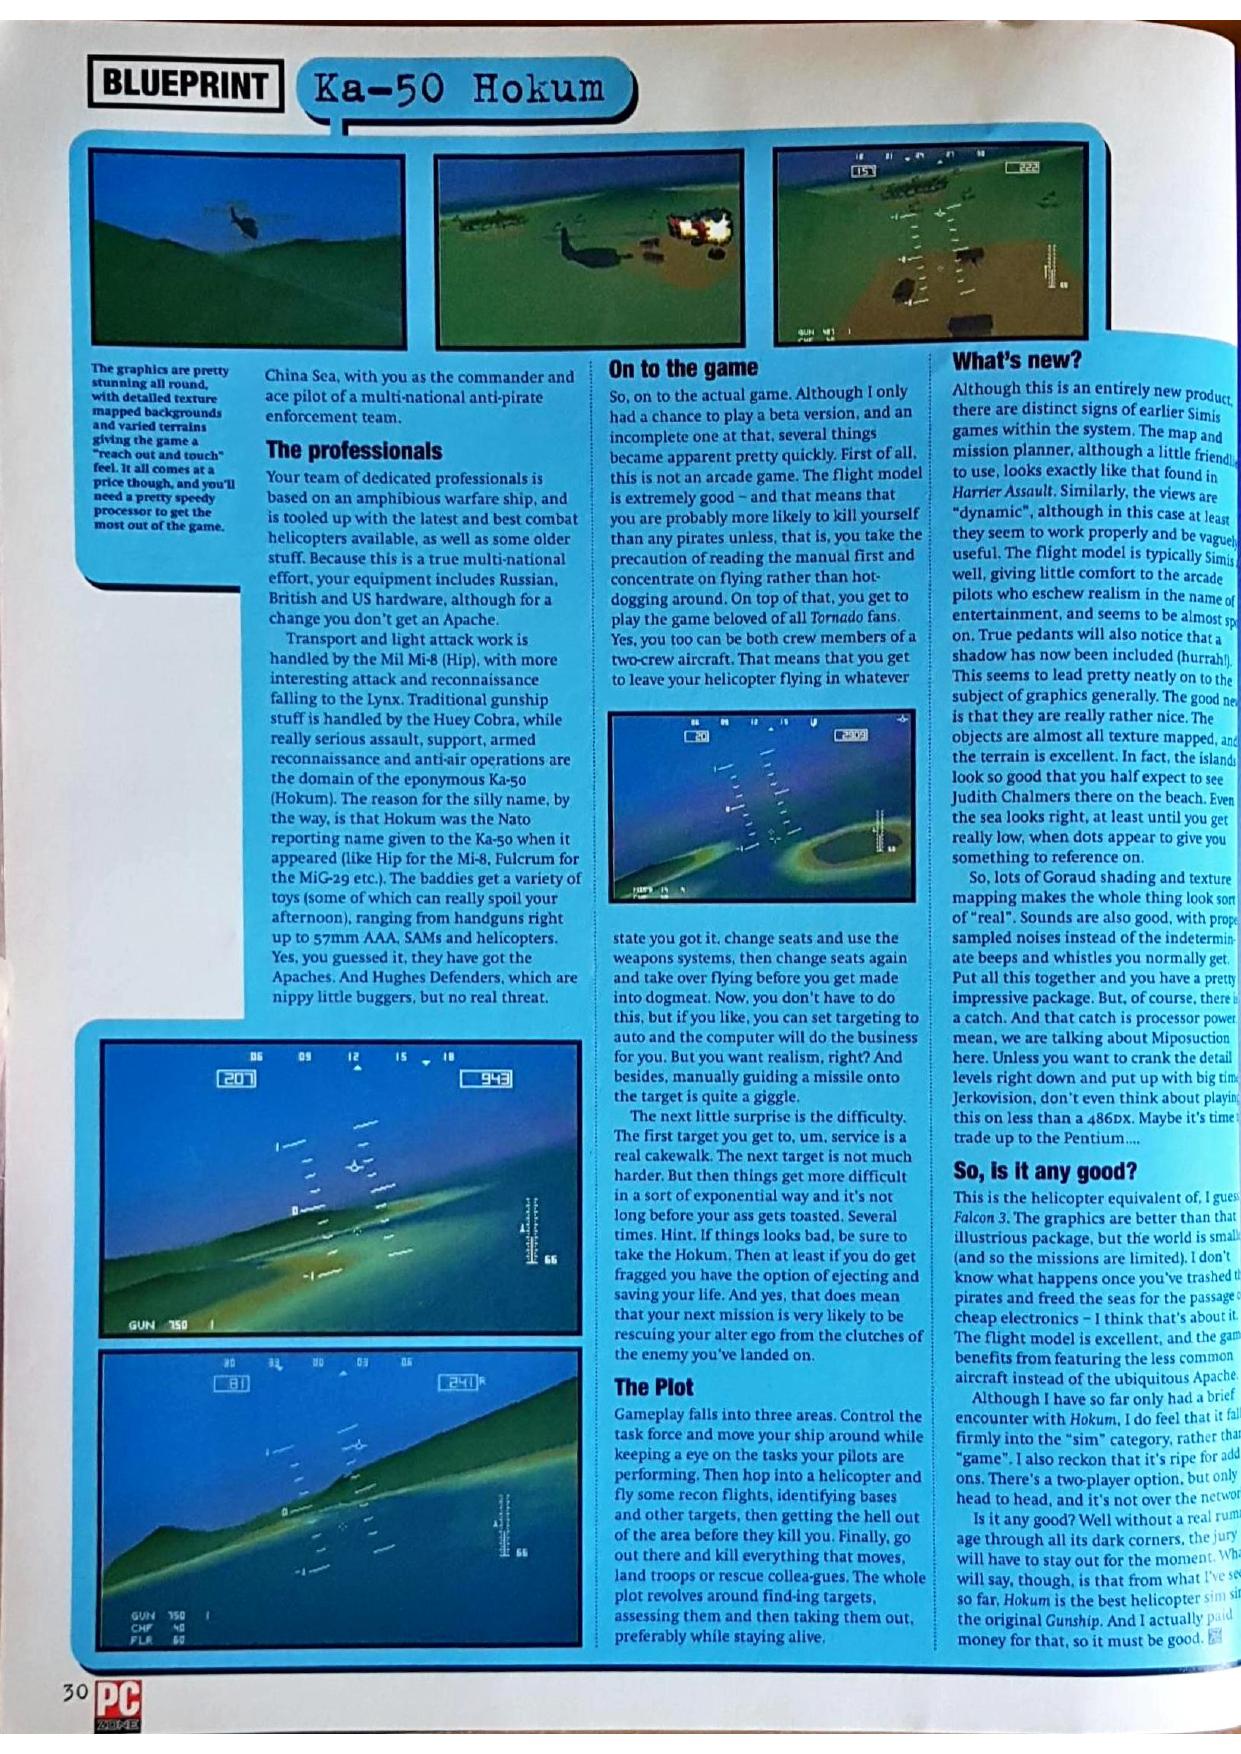 BLUEPRINT
Ka-50 Hokum
18 21 24 27 30
157
222
66
GUN 487 1
The graphics are pretty
stunning all round,
with detailed texture
mapped backgrounds
and varied terrains
giving the game a
"reach out and touch"
feel. It all comes at a
price though, and you'll
need a pretty speedy
processor to get the
most out of the game.
China Sea, with you as the commander and
ace pilot of a multi-national anti-pirate
enforcement team.
The professionals
Your team of dedicated professionals is
based on an amphibious warfare ship, and
is tooled up with the latest and best combat
helicopters available, as well as some older
stuff. Because this is a true multi-national
effort, your equipment includes Russian,
British and US hardware, although for a
change you don't get an Apache.
Transport and light attack work is
handled by the Mil Mi-8 (Hip), with more
interesting attack and reconnaissance
falling to the Lynx. Traditional gunship
stuff is handled by the Huey Cobra, while
really serious assault, support, armed
reconnaissance and anti-air operations are
the domain of the eponymous Ka-50
(Hokum). The reason for the silly name, by
the way, is that Hokum was the Nato
reporting name given to the Ka-50 when it
appeared (like Hip for the Mi-8, Fulcrum for
the MiG-29 etc.). The baddies get a variety of
toys (some of which can really spoil your
afternoon), ranging from handguns right
up to 57mm AAA, SAMs and helicopters.
Yes, you guessed it, they have got the
Apaches. And Hughes Defenders, which are
nippy little buggers, but no real threat.
06 09 12 15 18
207
943
-1
0
-1
66
GUN 750 1
30 33 00 03 06
81
241 R
-1
0
-1
66
GUN 750 1
CHF 40
FLR 60
On to the game
So, on to the actual game. Although I only
had a chance to play a beta version, and an
incomplete one at that, several things
became apparent pretty quickly. First of all,
this is not an arcade game. The flight model
is extremely good – and that means that
you are probably more likely to kill yourself
than any pirates unless, that is, you take the
precaution of reading the manual first and
concentrate on flying rather than hot-
dogging around. On top of that, you get to
play the game beloved of all Tornado fans.
Yes, you too can be both crew members of a
two-crew aircraft. That means that you get
to leave your helicopter flying in whatever
06 09 12 15
20
2909
state you got it, change seats and use the
weapons systems, then change seats again
and take over flying before you get made
into dogmeat. Now, you don't have to do
this, but if you like, you can set targeting to
auto and the computer will do the business
for you. But you want realism, right? And
besides, manually guiding a missile onto
the target is quite a giggle.
The next little surprise is the difficulty.
The first target you get to, um, service is a
real cakewalk. The next target is not much
harder. But then things get more difficult
in a sort of exponential way and it's not
long before your ass gets toasted. Several
times. Hint. If things looks bad, be sure to
take the Hokum. Then at least if you do get
fragged you have the option of ejecting and
saving your life. And yes, that does mean
that your next mission is very likely to be
rescuing your alter ego from the clutches of
the enemy you've landed on.
The Plot
Gameplay falls into three areas. Control the
task force and move your ship around while
keeping a eye on the tasks your pilots are
performing. Then hop into a helicopter and
fly some recon flights, identifying bases
and other targets, then getting the hell out
of the area before they kill you. Finally, go
out there and kill everything that moves,
land troops or rescue collea-gues. The whole
plot revolves around find-ing targets,
assessing them and then taking them out,
preferably while staying alive.
What's new?
Although this is an entirely new product,
there are distinct signs of earlier Simis
games within the system. The map and
mission planner, although a little
to use, looks exactly like that found in
Harrier Assault. Similarly, the views are
"dynamic", although in this case at least
they seem to work properly and be
useful. The flight model is typically Simis
well, giving little comfort to the arcade
pilots who eschew realism in the name of
entertainment, and seems to be almost
on. True pedants will also notice that a
shadow has now been included (hurrah!).
This seems to lead pretty neatly on to the
subject of graphics generally. The good
is that they are really rather nice. The
objects are almost all texture mapped, and
the terrain is excellent. In fact, the islands
look so good that you half expect to see
Judith Chalmers there on the beach. Even
the sea looks right, at least until you get
really low, when dots appear to give you
something to reference on.
So, lots of Goraud shading and texture
mapping makes the whole thing look sort
of "real". Sounds are also good, with
sampled noises instead of the indetermin-
ate beeps and whistles you normally get.
Put all this together and you have a pretty
impressive package. But, of course, there
a catch. And that catch is processor power.
mean, we are talking about Miposuction
here. Unless you want to crank the detail
levels right down and put up with big time
Jerkovision, don't even think about
this on less than a 486DX. Maybe it's time
trade up to the Pentium....
So, is it any good?
This is the helicopter equivalent of, I
Falcon 3. The graphics are better than that
illustrious package, but the world is
(and so the missions are limited). I don't
know what happens once you've trashed
pirates and freed the seas for the passage
cheap electronics – I think that's about it.
The flight model is excellent, and the
benefits from featuring the less common
aircraft instead of the ubiquitous Apache.
Although I have so far only had a brief
encounter with Hokum, I do feel that it
firmly into the "sim" category, rather
"game". I also reckon that it's ripe for add
ons. There's a two-player option, but only
head to head, and it's not over the
Is it any good? Well without a real
age through all its dark corners, the jury
will have to stay out for the moment.
will say, though, is that from what I've
so far, Hokum is the best helicopter sim
the original Gunship. And I actually paid
money for that, so it must be good.
30
PC
ZONE